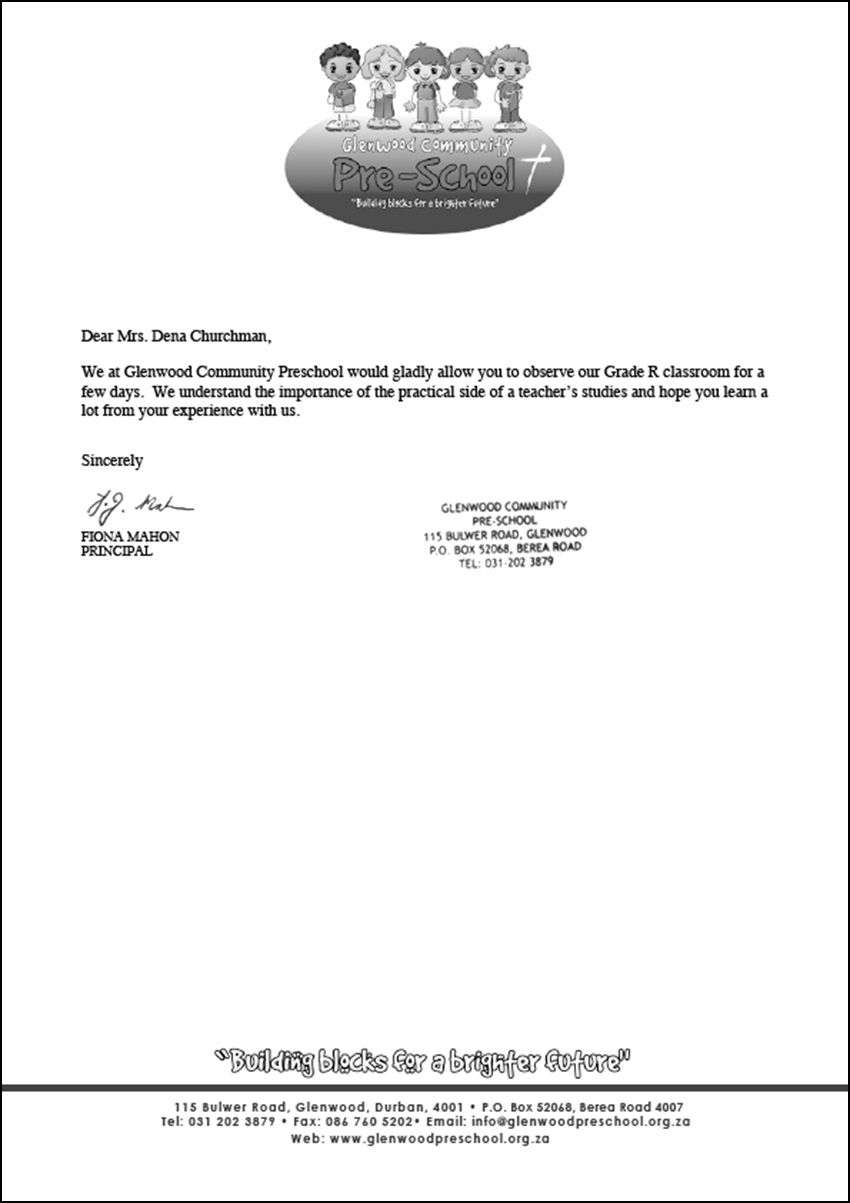 Glenwood Community
Pre-School
"Building blocks for a brighter future"
Dear Mrs. Dena Churchman,
We at Glenwood Community Preschool would gladly allow you to observe our Grade R classroom for a
few days.  We understand the importance of the practical side of a teacher’s studies and hope you learn a
lot from your experience with us.
Sincerely
F.J. Mahon
FIONA MAHON
PRINCIPAL
GLENWOOD COMMUNITY
PRE-SCHOOL
115 BULWER ROAD, GLENWOOD
P.O. BOX 52068, BEREA ROAD
TEL: 031-202 3879
"Building blocks for a brighter future"
115 Bulwer Road, Glenwood, Durban, 4001 • P.O. Box 52068, Berea Road 4007
Tel: 031 202 3879 • Fax: 086 760 5202• Email: info@glenwoodpreschool.org.za
Web: www.glenwoodpreschool.org.za